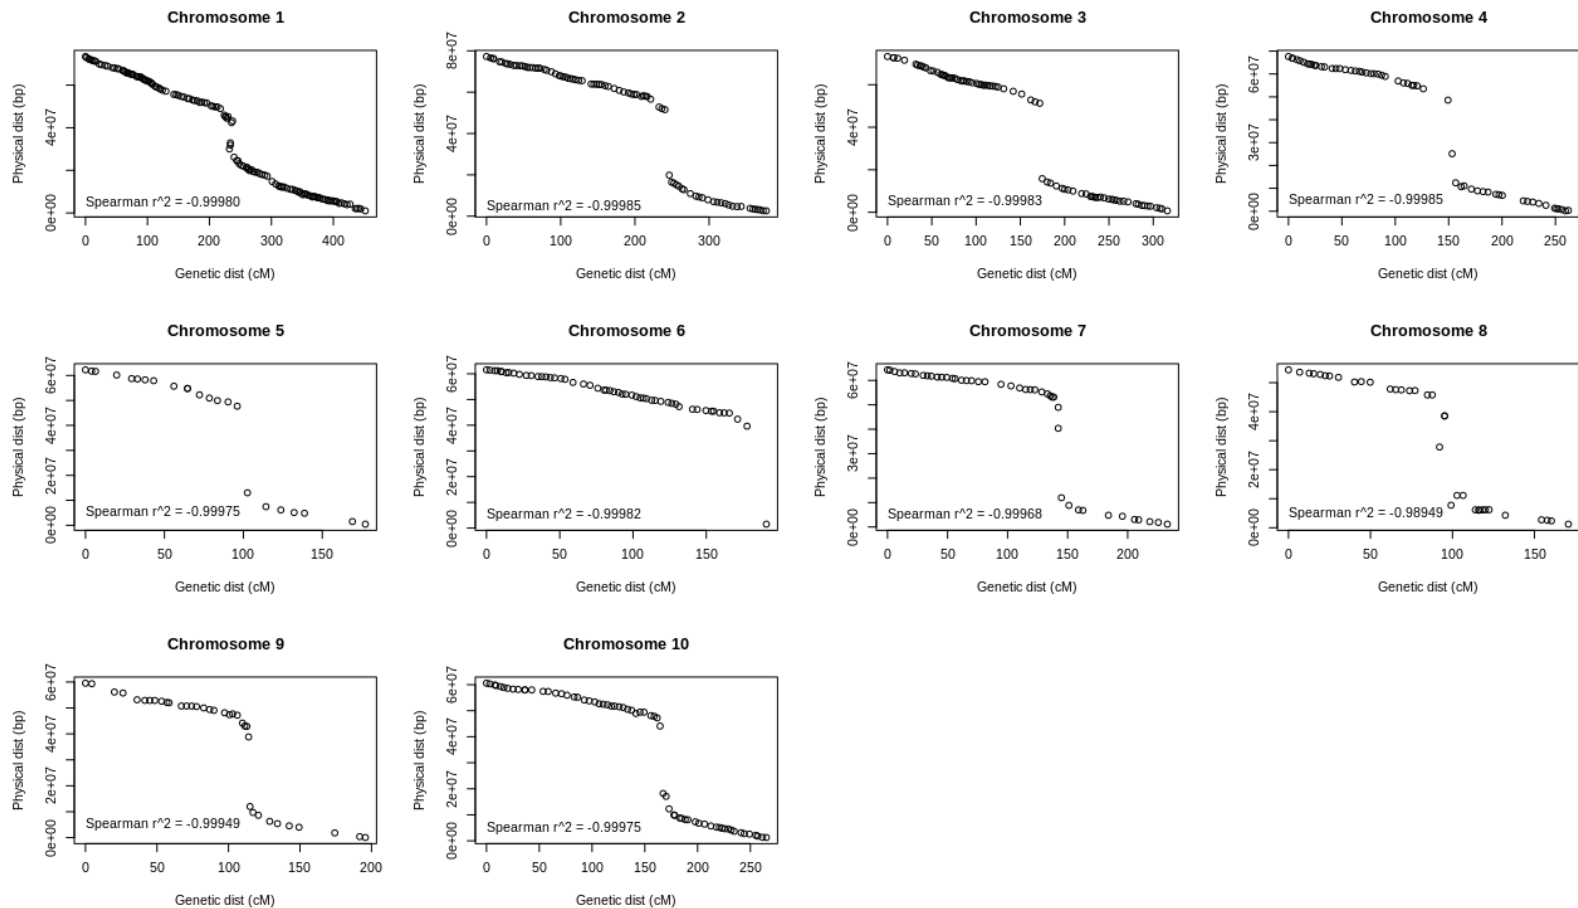 Chromosome 1
Physical dist (bp)
0e+00 4e+07
Spearman r^2 = -0.99980
0 100 200 300 400
Genetic dist (cM)
Chromosome 2
Physical dist (bp)
0e+00 4e+07 8e+07
Spearman r^2 = -0.99985
0 100 200 300
Genetic dist (cM)
Chromosome 3
Physical dist (bp)
0e+00 4e+07
Spearman r^2 = -0.99983
0 50 100 150 200 250 300
Genetic dist (cM)
Chromosome 4
Physical dist (bp)
0e+00 3e+07 6e+07
Spearman r^2 = -0.99985
0 50 100 150 200 250
Genetic dist (cM)
Chromosome 5
Physical dist (bp)
0e+00 2e+07 4e+07 6e+07
Spearman r^2 = -0.99975
0 50 100 150
Genetic dist (cM)
Chromosome 6
Physical dist (bp)
0e+00 2e+07 4e+07 6e+07
Spearman r^2 = -0.99982
0 50 100 150
Genetic dist (cM)
Chromosome 7
Physical dist (bp)
0e+00 3e+07 6e+07
Spearman r^2 = -0.99968
0 50 100 150 200
Genetic dist (cM)
Chromosome 8
Physical dist (bp)
0e+00 2e+07 4e+07
Spearman r^2 = -0.98949
0 50 100 150
Genetic dist (cM)
Chromosome 9
Physical dist (bp)
0e+00 2e+07 4e+07 6e+07
Spearman r^2 = -0.99949
0 50 100 150 200
Genetic dist (cM)
Chromosome 10
Physical dist (bp)
0e+00 2e+07 4e+07 6e+07
Spearman r^2 = -0.99975
0 50 100 150 200 250
Genetic dist (cM)